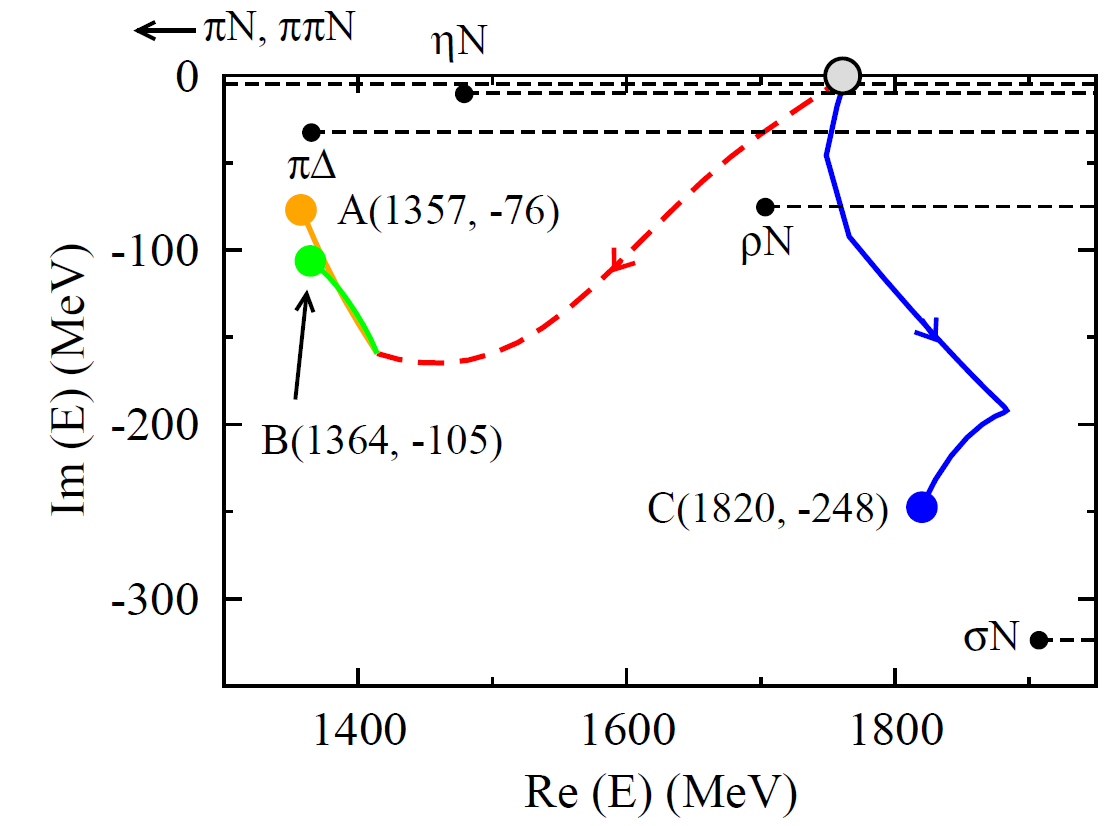 πN, ππN
ηN
0
πΔ
A(1357, -76)
ρN
-100
B(1364, -105)
-200
C(1820, -248)
-300
σN
1400 1600 1800
Re (E) (MeV)
Im (E) (MeV)